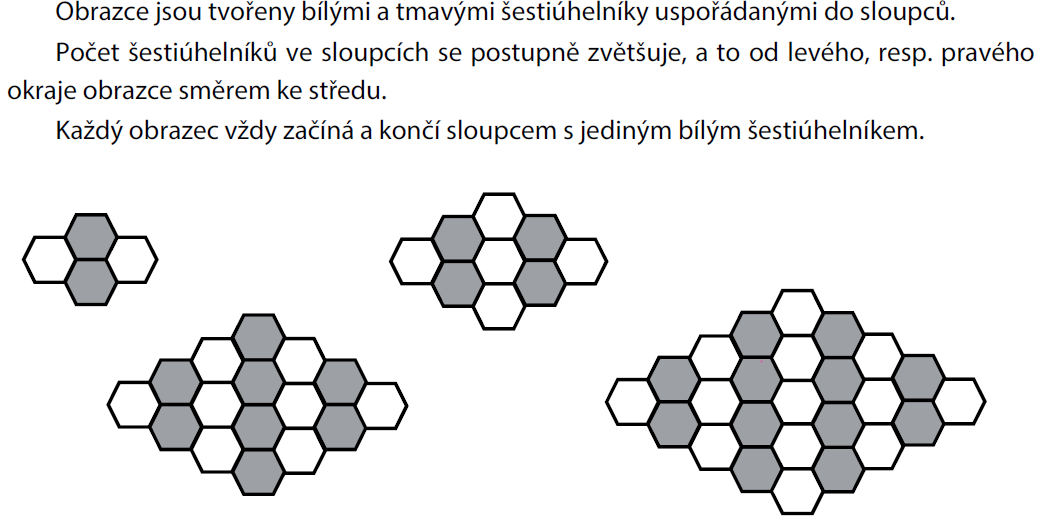 Obrazce jsou tvořeny bílými a tmavými šestiúhelníky uspořádanými do sloupců.
Počet šestiúhelníků ve sloupcích se postupně zvětšuje, a to od levého, resp. pravého
okraje obrazce směrem ke středu.
Každý obrazec vždy začíná a končí sloupcem s jediným bílým šestiúhelníkem.